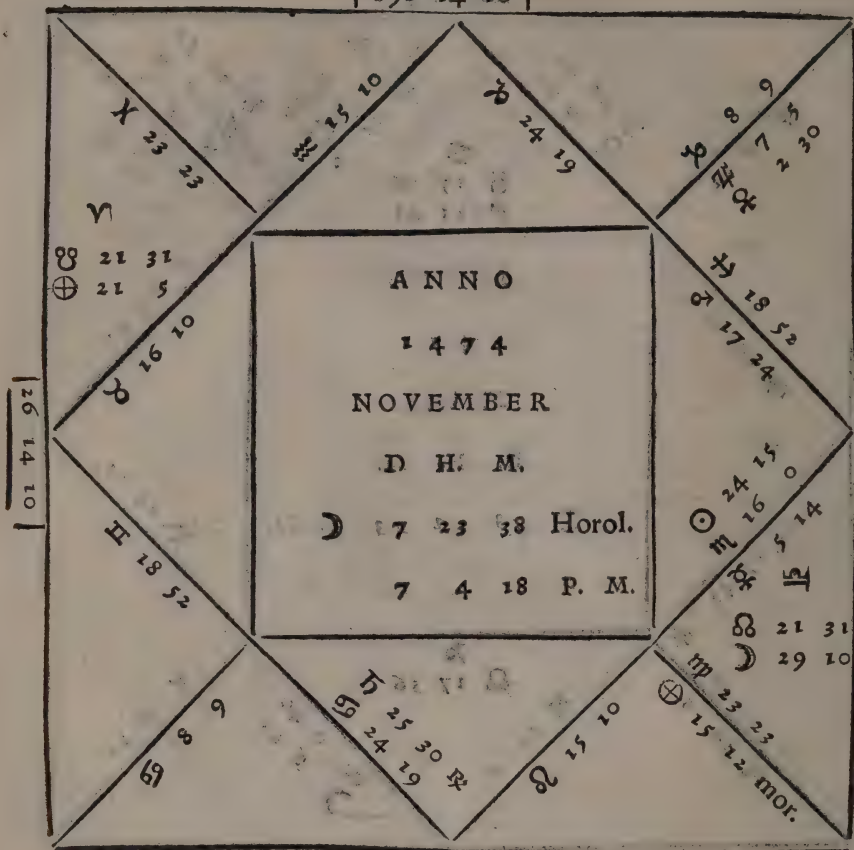 ♓ 23 23
♈
☋ 21 31
⊕ 21 5
♒ 15 10
♉ 16 10
♑ 24 19
♑ 8 9
♃ 7 5
♀ 2 30
♐ 18 52
♂ 17 24
26 14 10
ANNO
1474
NOVEMBER
D H. M.
☽ 7 23 38 Horol.
7 4 18 P. M.
☉ 24 15
♏ 16 0
☿ 5 14
♎
☊ 21 31
☽ 29 10
♍ 23 23
⊕ 15 12 mor.
♊ 18 52
♋ 8 9
♄ 25 30 ℞
♋ 24 19
♌ 15 10